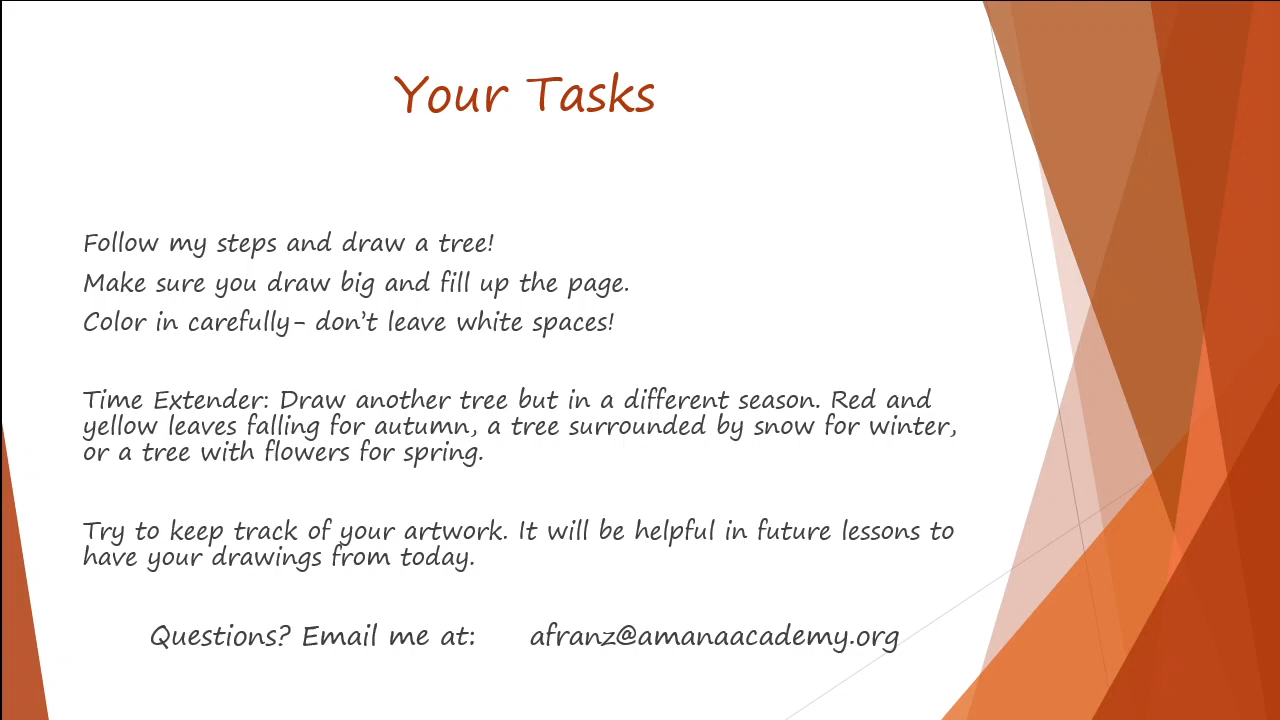 Your Tasks
Follow my steps and draw a tree!
Make sure you draw big and fill up the page.
Color in carefully- don't leave white spaces!
Time Extender: Draw another tree but in a different season. Red and
yellow leaves falling for autumn, a tree surrounded by snow for winter,
or a tree with flowers for spring.
Try to keep track of your artwork. It will be helpful in future lessons to
have your drawings from today.
Questions? Email me at: afranz@amanaacademy.org